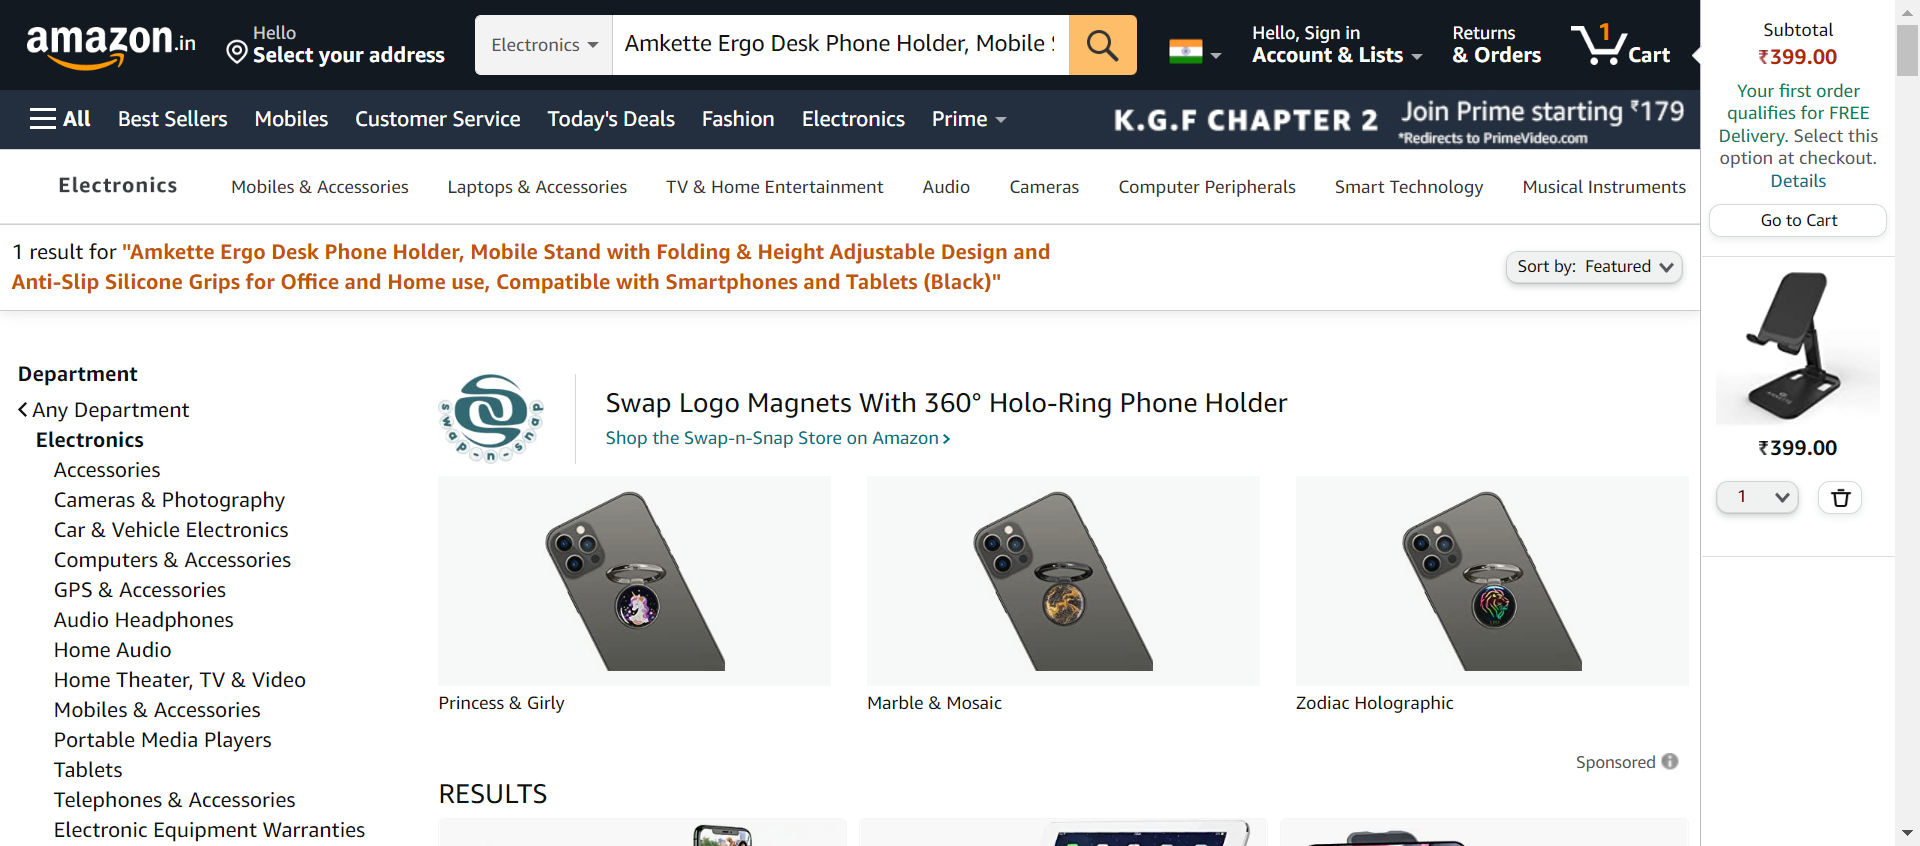 amazon.in
Hello
Select your address
Electronics
Amkette Ergo Desk Phone Holder, Mobile S
Hello, Sign in
Account & Lists
Returns
& Orders
1
Cart
All
Best Sellers
Mobiles
Customer Service
Today's Deals
Fashion
Electronics
Prime
K.G.F CHAPTER 2
Join Prime starting ₹179
*Redirects to PrimeVideo.com
Electronics
Mobiles & Accessories
Laptops & Accessories
TV & Home Entertainment
Audio
Cameras
Computer Peripherals
Smart Technology
Musical Instruments
1 result for "Amkette Ergo Desk Phone Holder, Mobile Stand with Folding & Height Adjustable Design and
Anti-Slip Silicone Grips for Office and Home use, Compatible with Smartphones and Tablets (Black)"
Sort by: Featured
Department
Any Department
Electronics
Accessories
Cameras & Photography
Car & Vehicle Electronics
Computers & Accessories
GPS & Accessories
Audio Headphones
Home Audio
Home Theater, TV & Video
Mobiles & Accessories
Portable Media Players
Tablets
Telephones & Accessories
Electronic Equipment Warranties
swap-n-snap
Swap Logo Magnets With 360° Holo-Ring Phone Holder
Shop the Swap-n-Snap Store on Amazon
Princess & Girly
Marble & Mosaic
Zodiac Holographic
Sponsored
RESULTS
Subtotal
₹399.00
Your first order
qualifies for FREE
Delivery. Select this
option at checkout.
Details
Go to Cart
AMKETTE
₹399.00
1